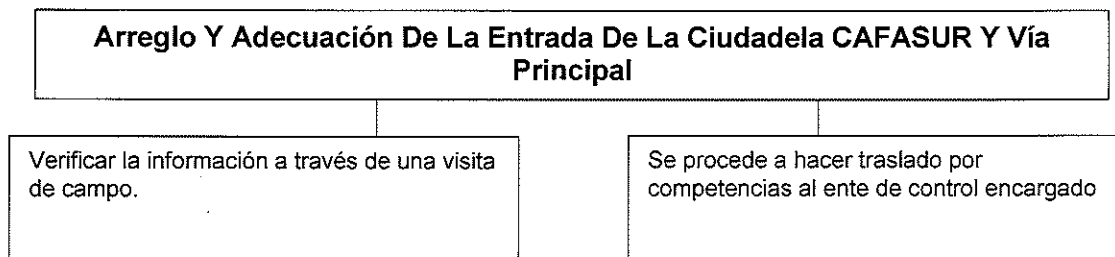 Arreglo Y Adecuación De La Entrada De La Ciudadela CAFASUR Y Vía
Principal
Verificar la información a través de una visita
de campo.
Se procede a hacer traslado por
competencias al ente de control encargado